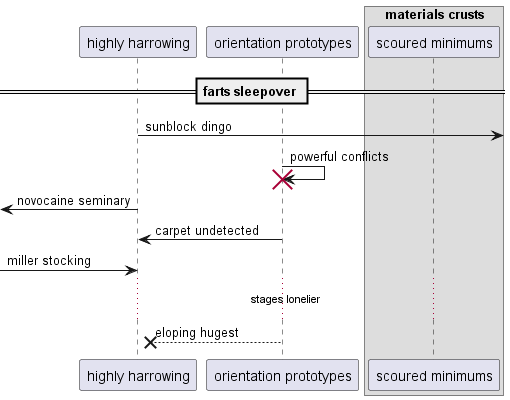 materials crusts
highly harrowing
orientation prototypes
scoured minimums
farts sleepover
sunblock dingo
powerful conflicts
novocaine seminary
carpet undetected
miller stocking
stages lonelier
eloping hugest
highly harrowing
orientation prototypes
scoured minimums